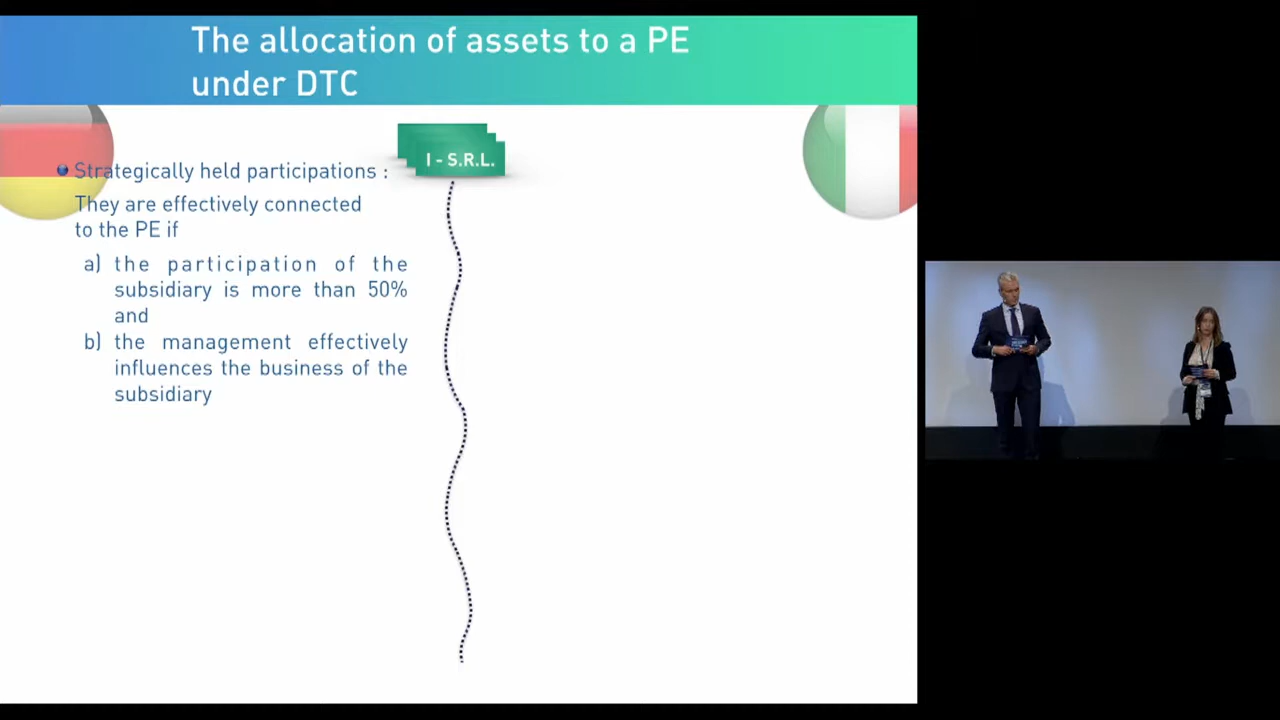 The allocation of assets to a PE
under DTC
I - S.R.L.
Strategically held participations :
They are effectively connected
to the PE if
a) the participation of the
subsidiary is more than 50%
and
b) the management effectively
influences the business of the
subsidiary